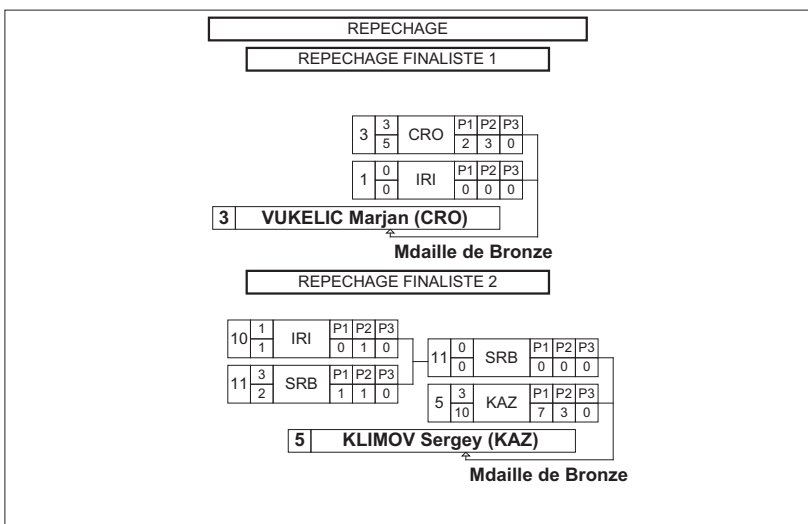 REPECHAGE
REPECHAGE FINALISTE 1
3 3 CRO P1 P2 P3
5 2 3 0
1 0 IRI P1 P2 P3
0 0 0 0
3 VUKELIC Marjan (CRO)
Mdaille de Bronze
REPECHAGE FINALISTE 2
10 1 IRI P1 P2 P3
1 0 1 0
11 3 SRB P1 P2 P3
2 1 1 0
11 0 SRB P1 P2 P3
0 0 0 0
5 3 KAZ P1 P2 P3
10 7 3 0
5 KLIMOV Sergey (KAZ)
Mdaille de Bronze